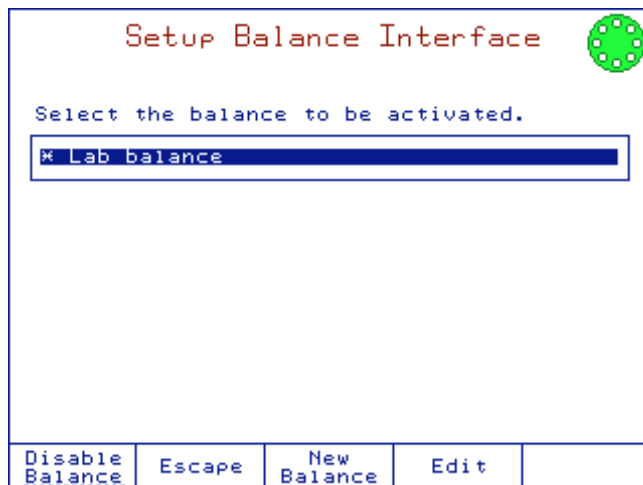 Setup Balance Interface
Select the balance to be activated.
* Lab balance
Disable
Balance
Escape
New
Balance
Edit